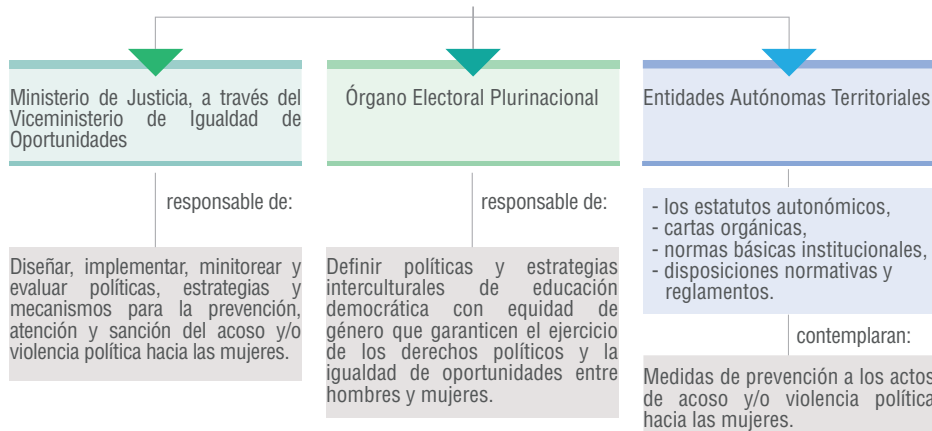 Ministerio de Justicia, a través del
Viceministerio de Igualdad de
Oportunidades
responsable de:
Diseñar, implementar, minitorear y
evaluar políticas, estrategias y
mecanismos para la prevención,
atención y sanción del acoso y/o
violencia política hacia las mujeres.
Órgano Electoral Plurinacional
responsable de:
Definir políticas y estrategias
interculturales de educación
democrática con equidad de
género que garanticen el ejercicio
de los derechos políticos y la
igualdad de oportunidades entre
hombres y mujeres.
Entidades Autónomas Territoriales
- los estatutos autonómicos,
- cartas orgánicas,
- normas básicas institucionales,
- disposiciones normativas y
reglamentos.
contemplaran:
Medidas de prevención a los actos
de acoso y/o violencia política
hacia las mujeres.